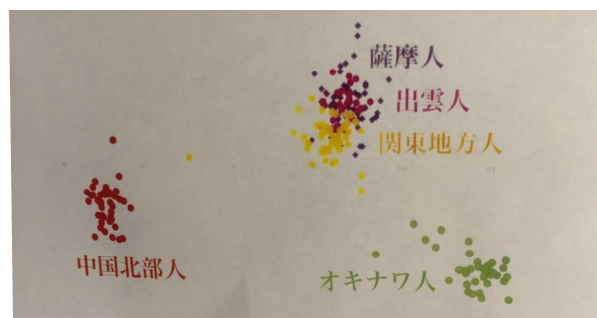 薩摩人
出雲人
関東地方人
中国北部人
オキナワ人